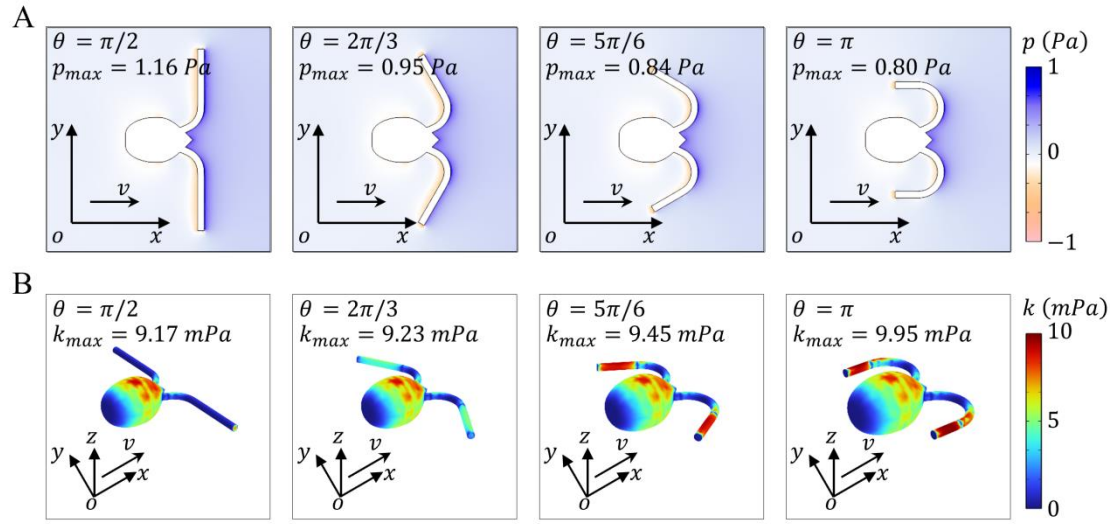 A
θ = π/2
p_max = 1.16 Pa
y
v
o
x
θ = 2π/3
p_max = 0.95 Pa
y
v
o
x
θ = 5π/6
p_max = 0.84 Pa
y
v
o
x
θ = π
p_max = 0.80 Pa
y
v
o
x
p (Pa)
1
0
−1
B
θ = π/2
k_max = 9.17 mPa
y
z
v
x
o
θ = 2π/3
k_max = 9.23 mPa
y
z
v
x
o
θ = 5π/6
k_max = 9.45 mPa
y
z
v
x
o
θ = π
k_max = 9.95 mPa
y
z
v
x
o
k (mPa)
10
5
0